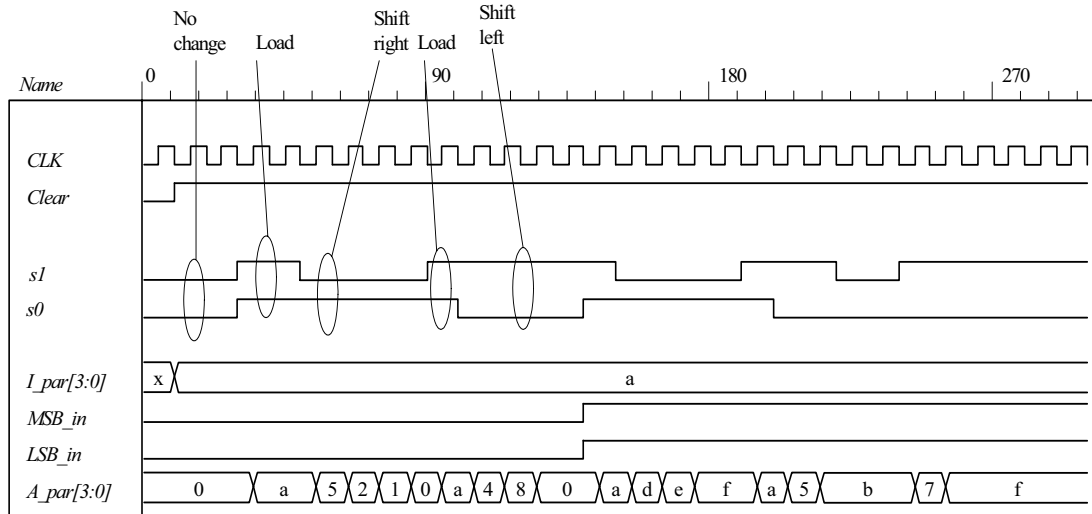 No
change
Load
Shift
right
Load
Shift
left
Name
0 90 180 270
CLK
Clear
s1
s0
I_par[3:0] x a
MSB_in
LSB_in
A_par[3:0] 0 a 5 2 1 0 a 4 8 0 a d e f a 5 b 7 f